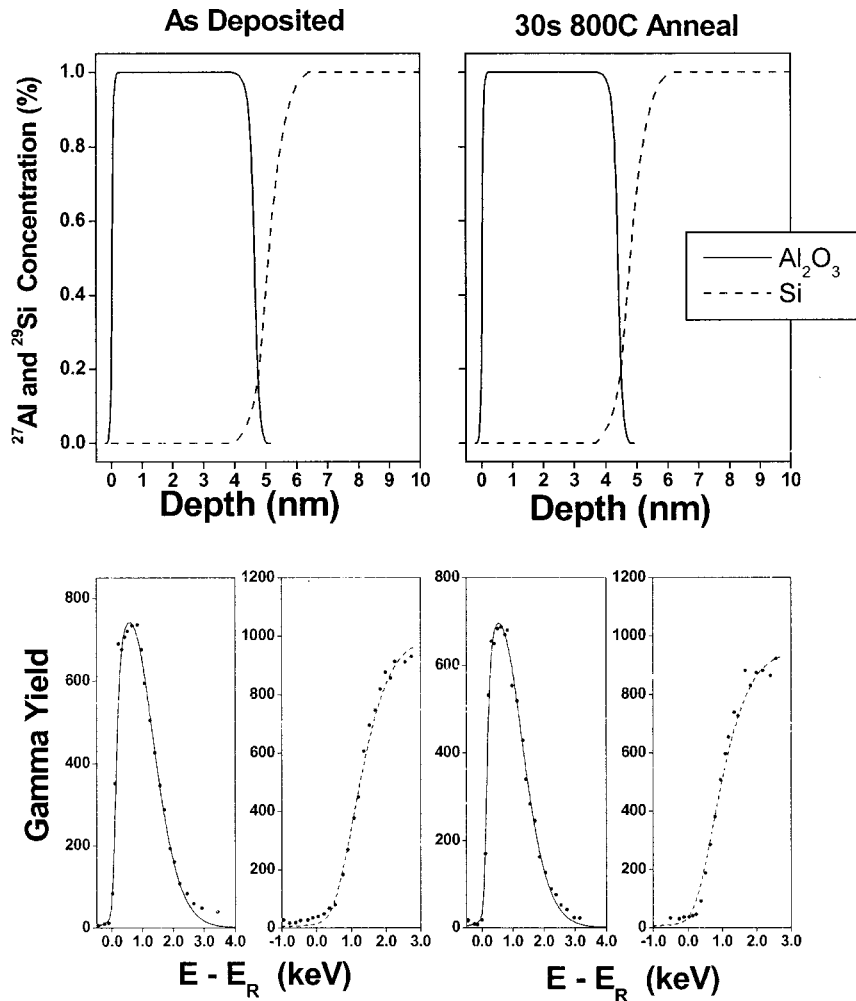 As Deposited
30s 800C Anneal
27Al and 29Si Concentration (%)
1.0
0.8
0.6
0.4
0.2
0.0
0 1 2 3 4 5 6 7 8 9 10
Depth (nm)
0 1 2 3 4 5 6 7 8 9 10
Depth (nm)
Al2O3
Si
Gamma Yield
800
600
400
200
0
0.0 1.0 2.0 3.0 4.0
1200
1000
800
600
400
200
0
-1.0 0.0 1.0 2.0 3.0
E - ER (keV)
800
700
600
500
400
300
200
100
0
0.0 1.0 2.0 3.0 4.0
1200
1000
800
600
400
200
0
-1.0 0.0 1.0 2.0 3.0
E - ER (keV)